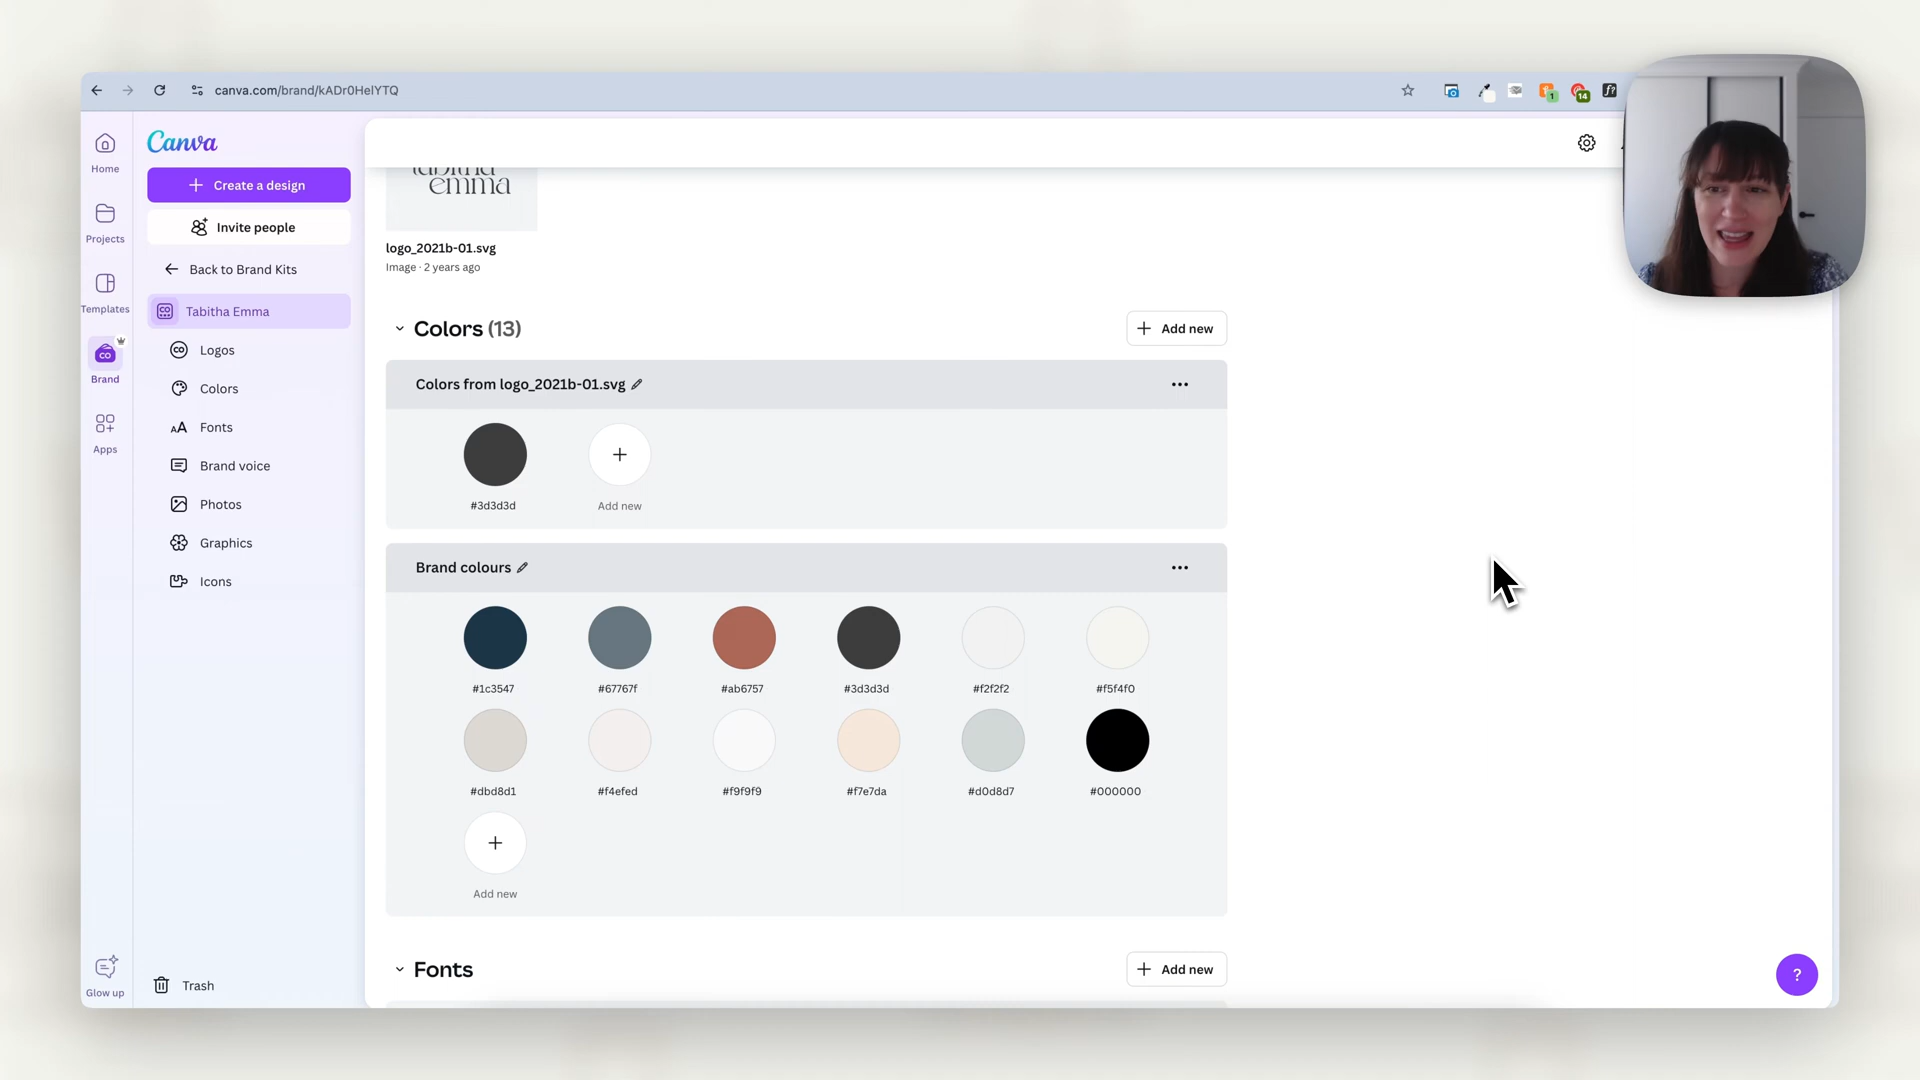 canva.com/brand/kADr0HelYTQ
1
14
f?
Home
Projects
Templates
Brand
Apps
Glow up
Canva
Create a design
Invite people
Back to Brand Kits
Tabitha Emma
Logos
Colors
Fonts
Brand voice
Photos
Graphics
Icons
Trash
tabitha
emma
logo_2021b-01.svg
Image · 2 years ago
Colors (13)
Add new
Colors from logo_2021b-01.svg
#3d3d3d
Add new
Brand colours
#1c3547 #67767f #ab6757 #3d3d3d #f2f2f2 #f5f4f0
#dbd8d1 #f4efed #f9f9f9 #f7e7da #d0d8d7 #000000
Add new
Fonts
Add new
?